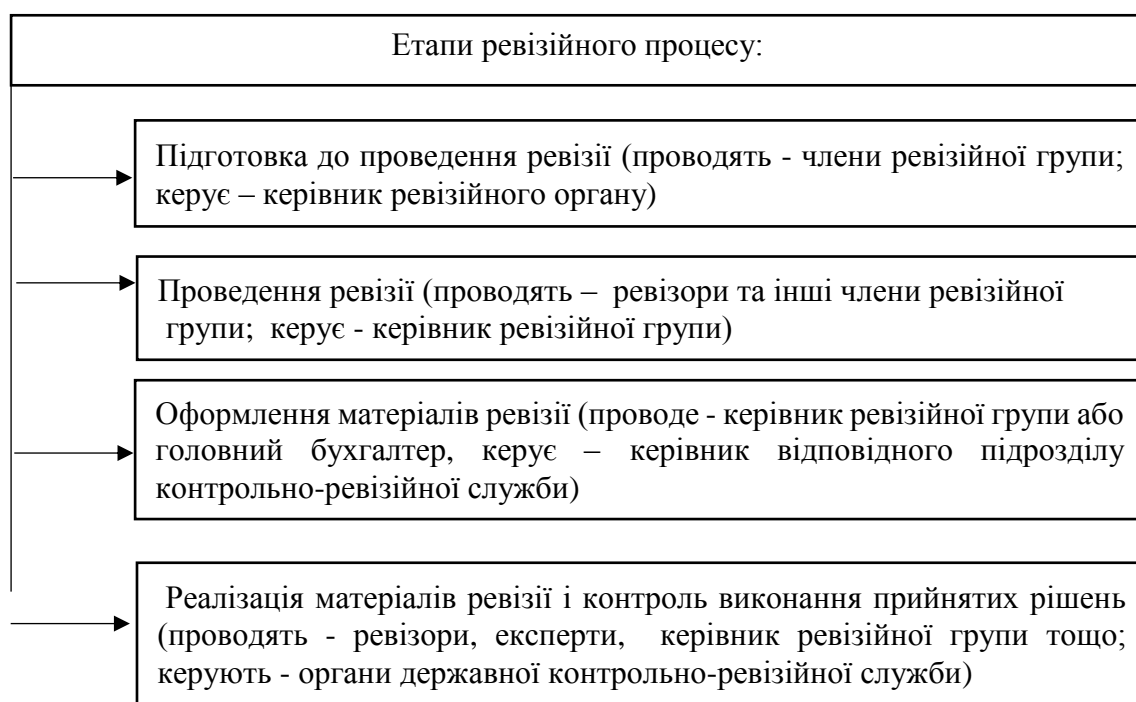 Етапи ревізійного процесу:
Підготовка до проведення ревізії (проводять - члени ревізійної групи;
керує – керівник ревізійного органу)
Проведення ревізії (проводять – ревізори та інші члени ревізійної
групи; керує - керівник ревізійної групи)
Оформлення матеріалів ревізії (проводе - керівник ревізійної групи або
головний бухгалтер, керує – керівник відповідного підрозділу
контрольно-ревізійної служби)
Реалізація матеріалів ревізії і контроль виконання прийнятих рішень
(проводять - ревізори, експерти, керівник ревізійної групи тощо;
керують - органи державної контрольно-ревізійної служби)